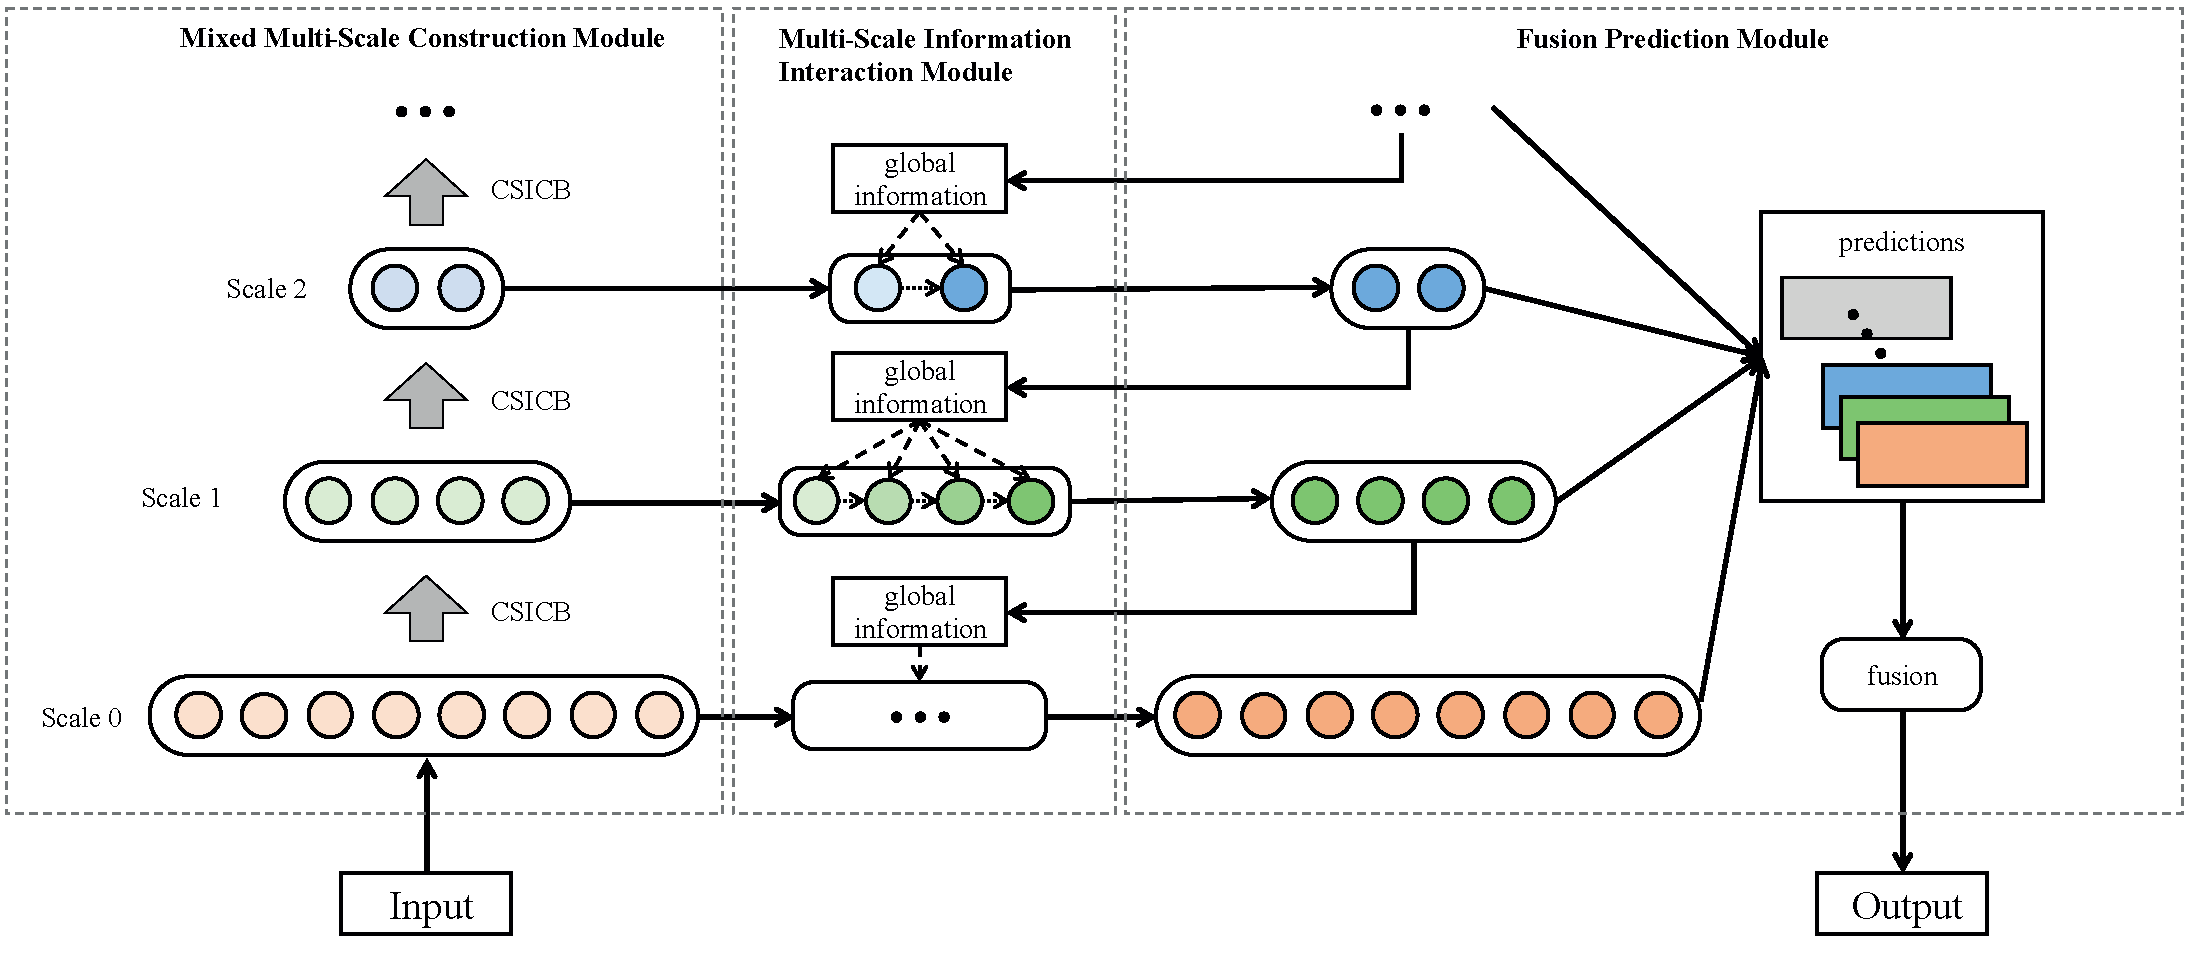 Mixed Multi-Scale Construction Module
Multi-Scale Information
Interaction Module
Fusion Prediction Module
global
information
CSICB
predictions
Scale 2
global
information
CSICB
Scale 1
global
information
CSICB
fusion
Scale 0
Input
Output